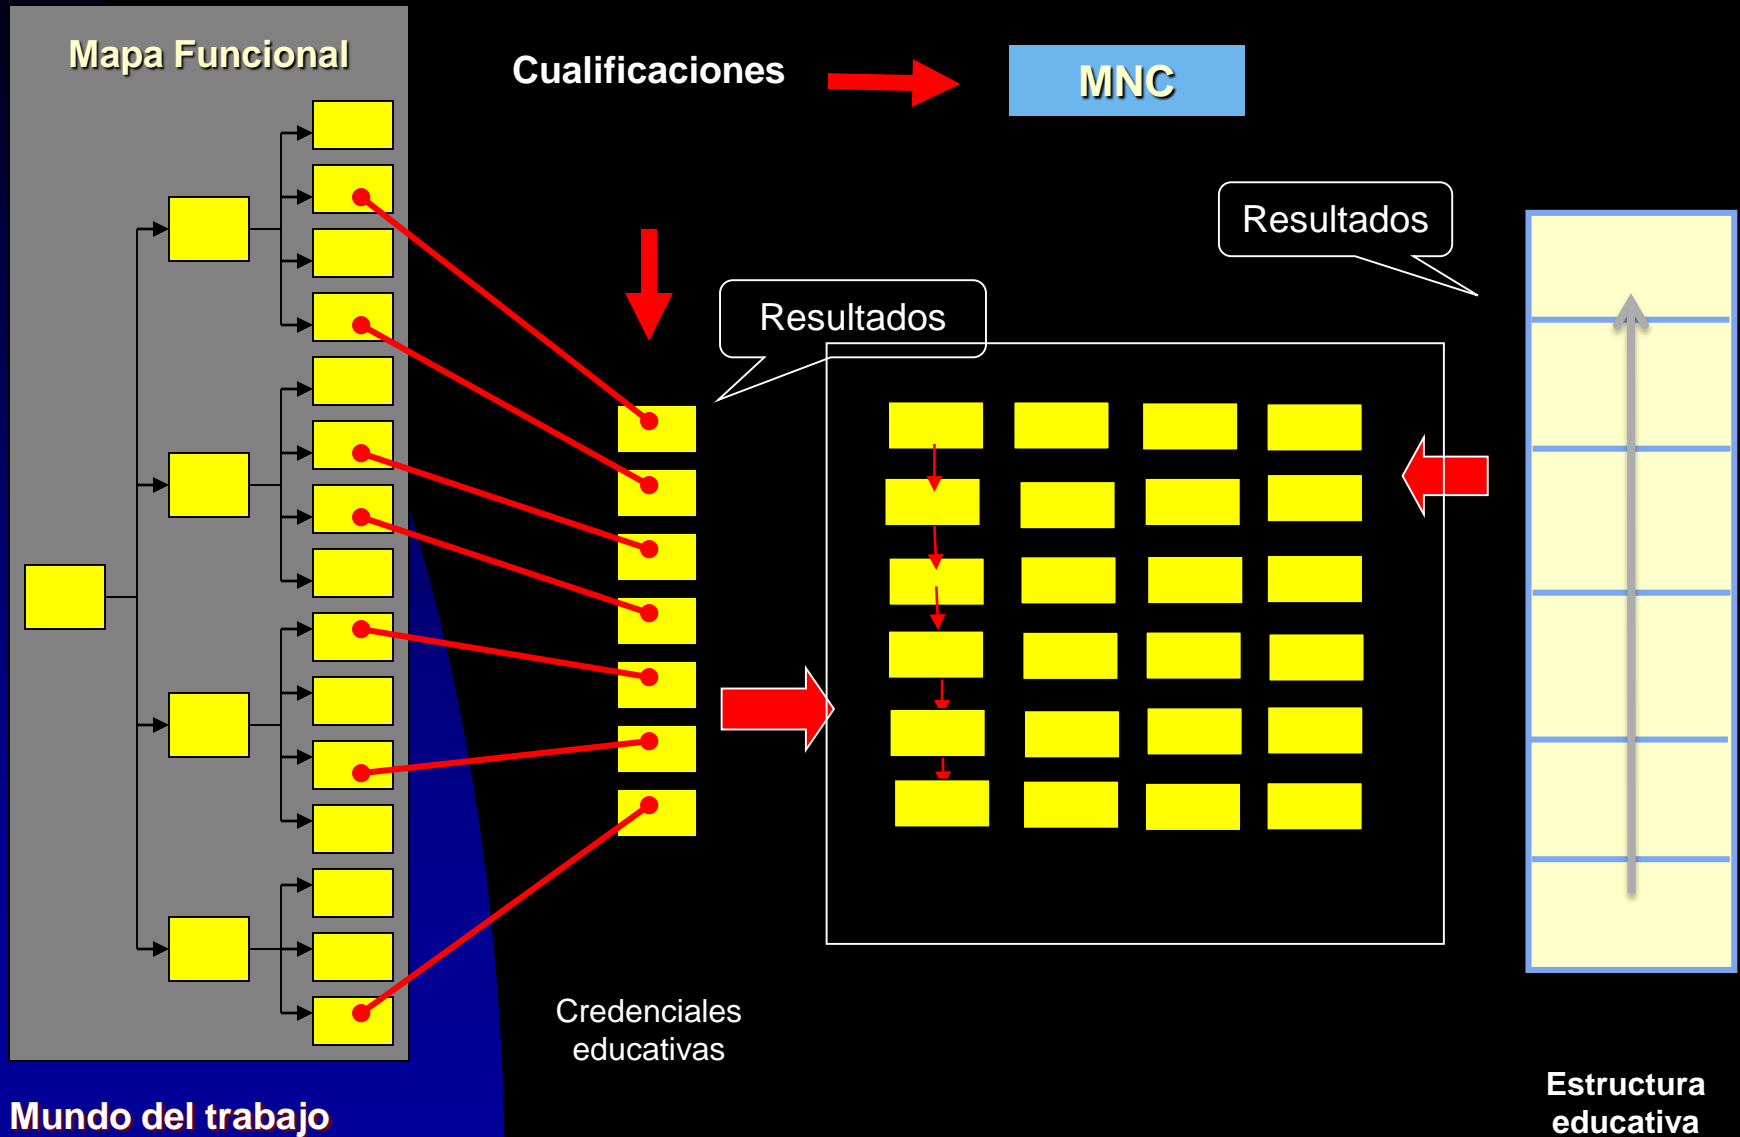 Mapa Funcional
Cualificaciones
MNC
Resultados
Resultados
Credenciales
educativas
Mundo del trabajo
Estructura
educativa